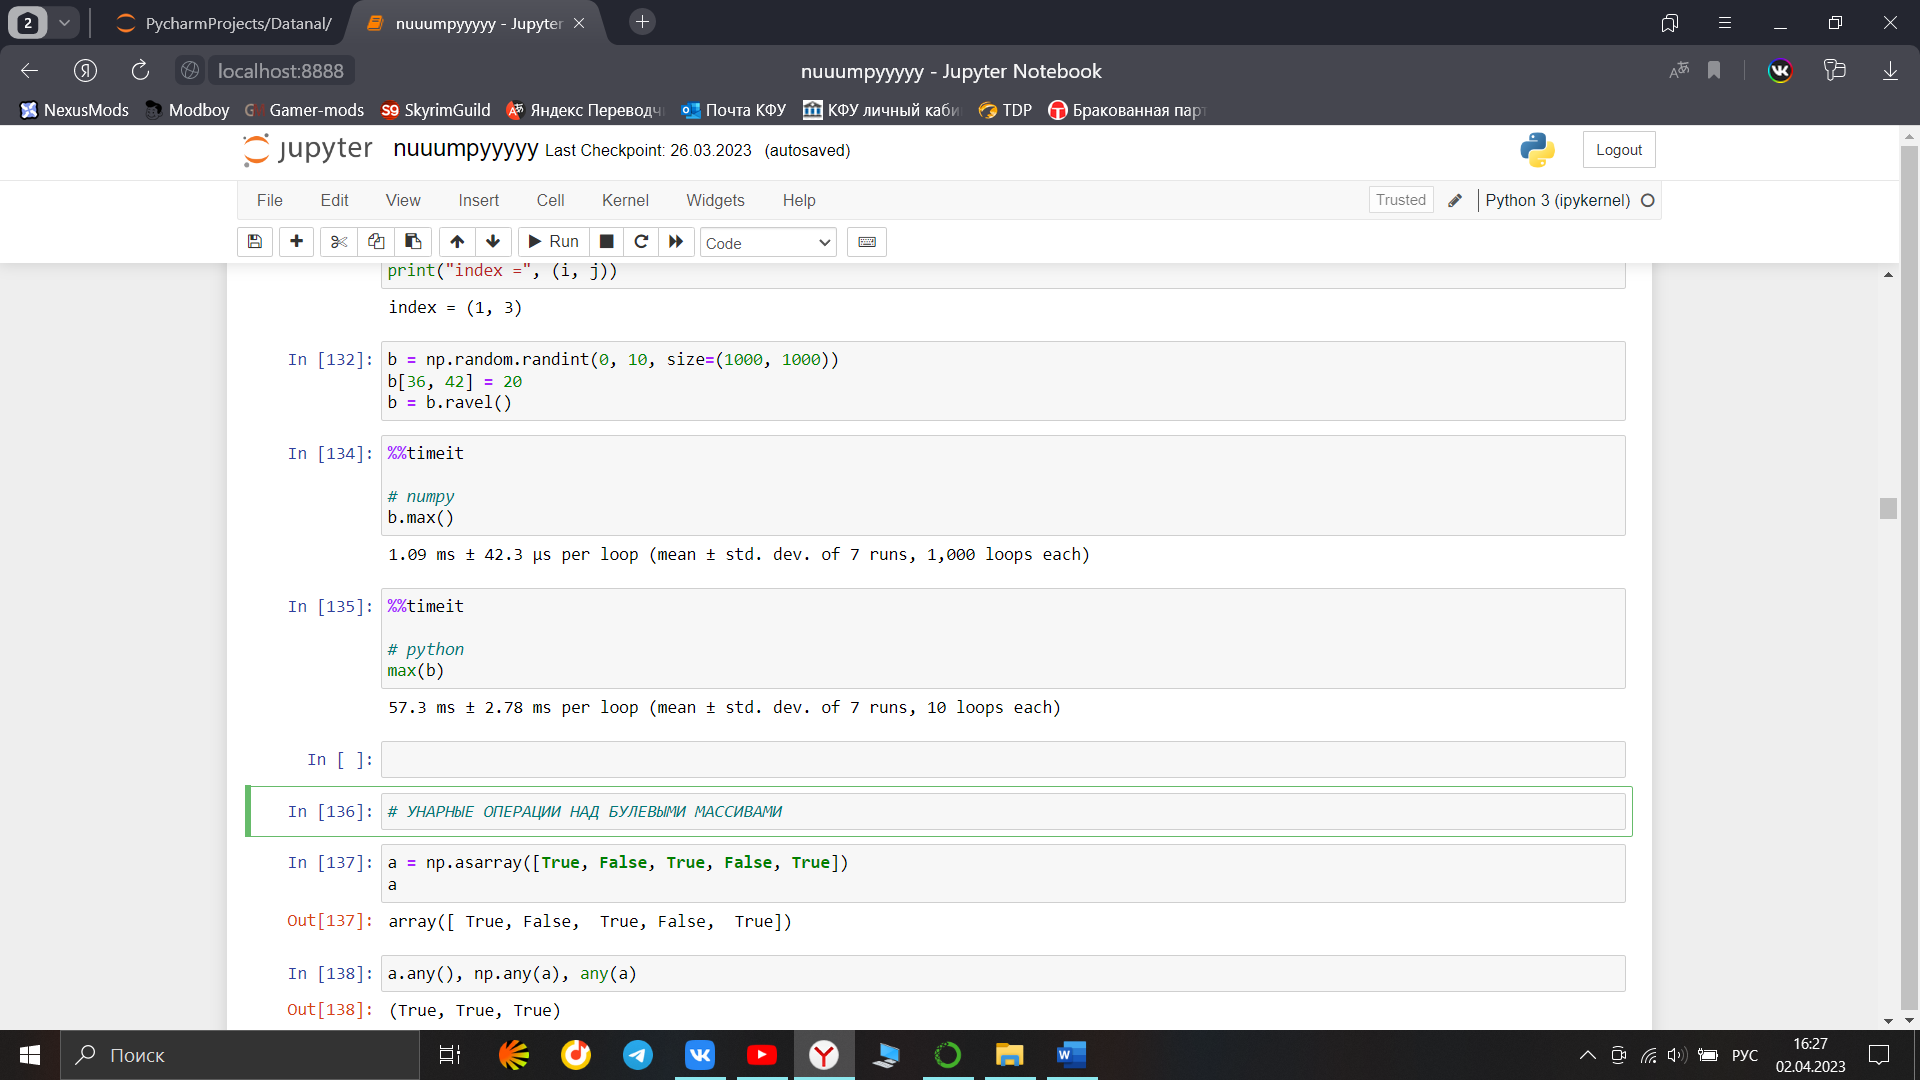 2
PycharmProjects/Datanal/
nuuumpyyyyy - Jupyter
localhost:8888
nuuumpyyyyy - Jupyter Notebook
NexusMods
Modboy
Gamer-mods
SkyrimGuild
Яндекс Переводч
Почта КФУ
КФУ личный каби
TDP
Бракованная пар
jupyter
nuuumpyyyyy Last Checkpoint: 26.03.2023 (autosaved)
Logout
File Edit View Insert Cell Kernel Widgets Help
Trusted
Python 3 (ipykernel)
Run
Code
print("index =", (i, j))
index = (1, 3)
In [132]: b = np.random.randint(0, 10, size=(1000, 1000))
b[36, 42] = 20
b = b.ravel()
In [134]: %%timeit
# numpy
b.max()
1.09 ms ± 42.3 µs per loop (mean ± std. dev. of 7 runs, 1,000 loops each)
In [135]: %%timeit
# python
max(b)
57.3 ms ± 2.78 ms per loop (mean ± std. dev. of 7 runs, 10 loops each)
In [ ]:
In [136]: # УНАРНЫЕ ОПЕРАЦИИ НАД БУЛЕВЫМИ МАССИВАМИ
In [137]: a = np.asarray([True, False, True, False, True])
a
Out[137]: array([ True, False,  True, False,  True])
In [138]: a.any(), np.any(a), any(a)
Out[138]: (True, True, True)
Поиск
РУС
16:27
02.04.2023